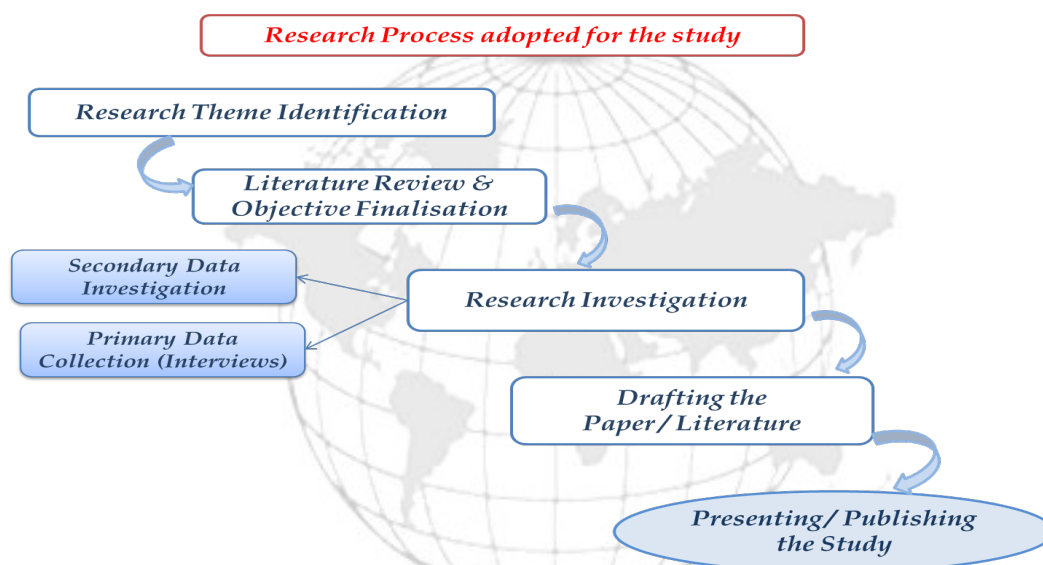 Research Process adopted for the study
Research Theme Identification
Literature Review &
Objective Finalisation
Secondary Data
Investigation
Research Investigation
Primary Data
Collection (Interviews)
Drafting the
Paper/ Literature
Presenting/ Publishing
the Study